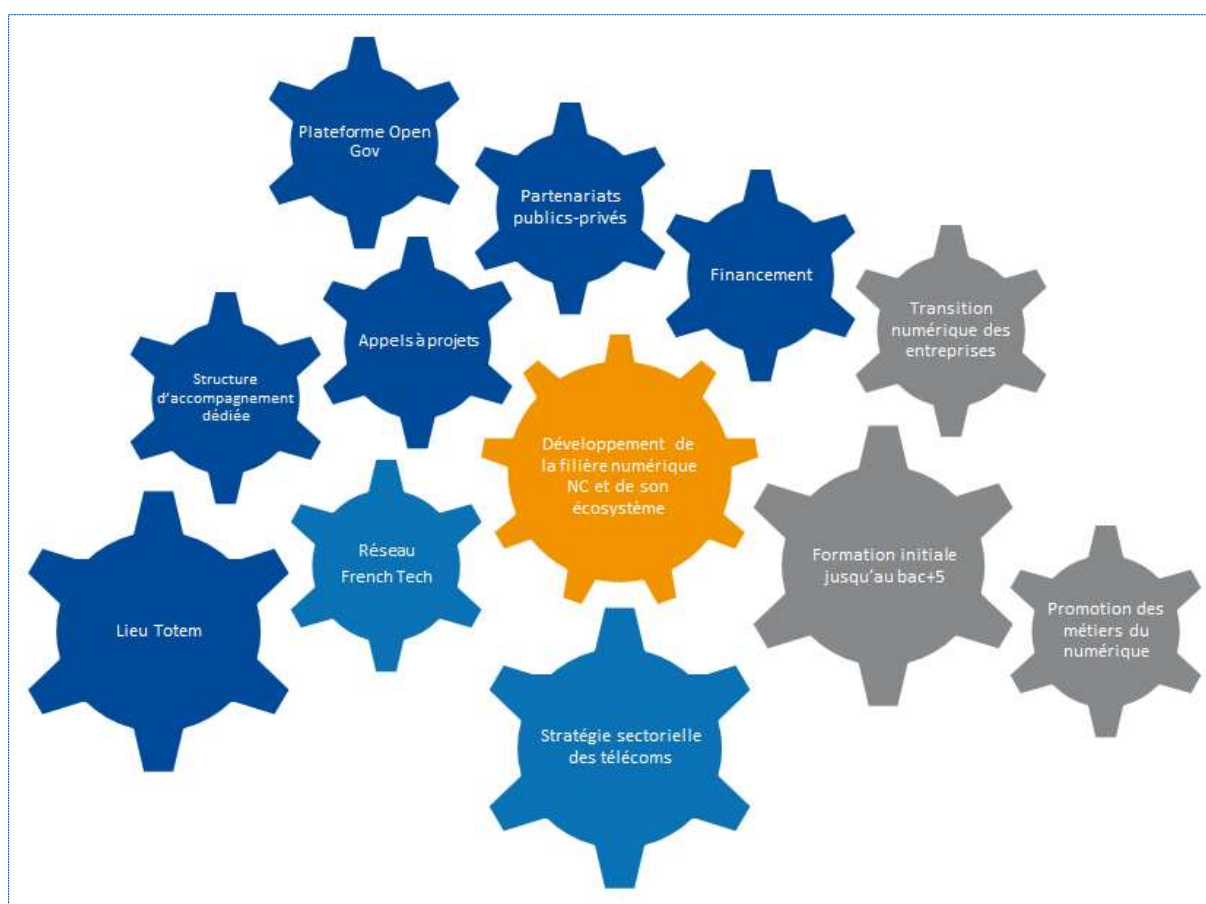 Plateforme Open
Gov
Partenariats
publics-privés
Financement
Transition
numérique des
entreprises
Appels à projets
Structure
d'accompagnement
dédiée
Développement de
la filière numérique
NC et de son
écosystème
Réseau
French Tech
Formation initiale
jusqu'au bac+5
Lieu Totem
Promotion des
métiers du
numérique
Stratégie sectorielle
des télécoms